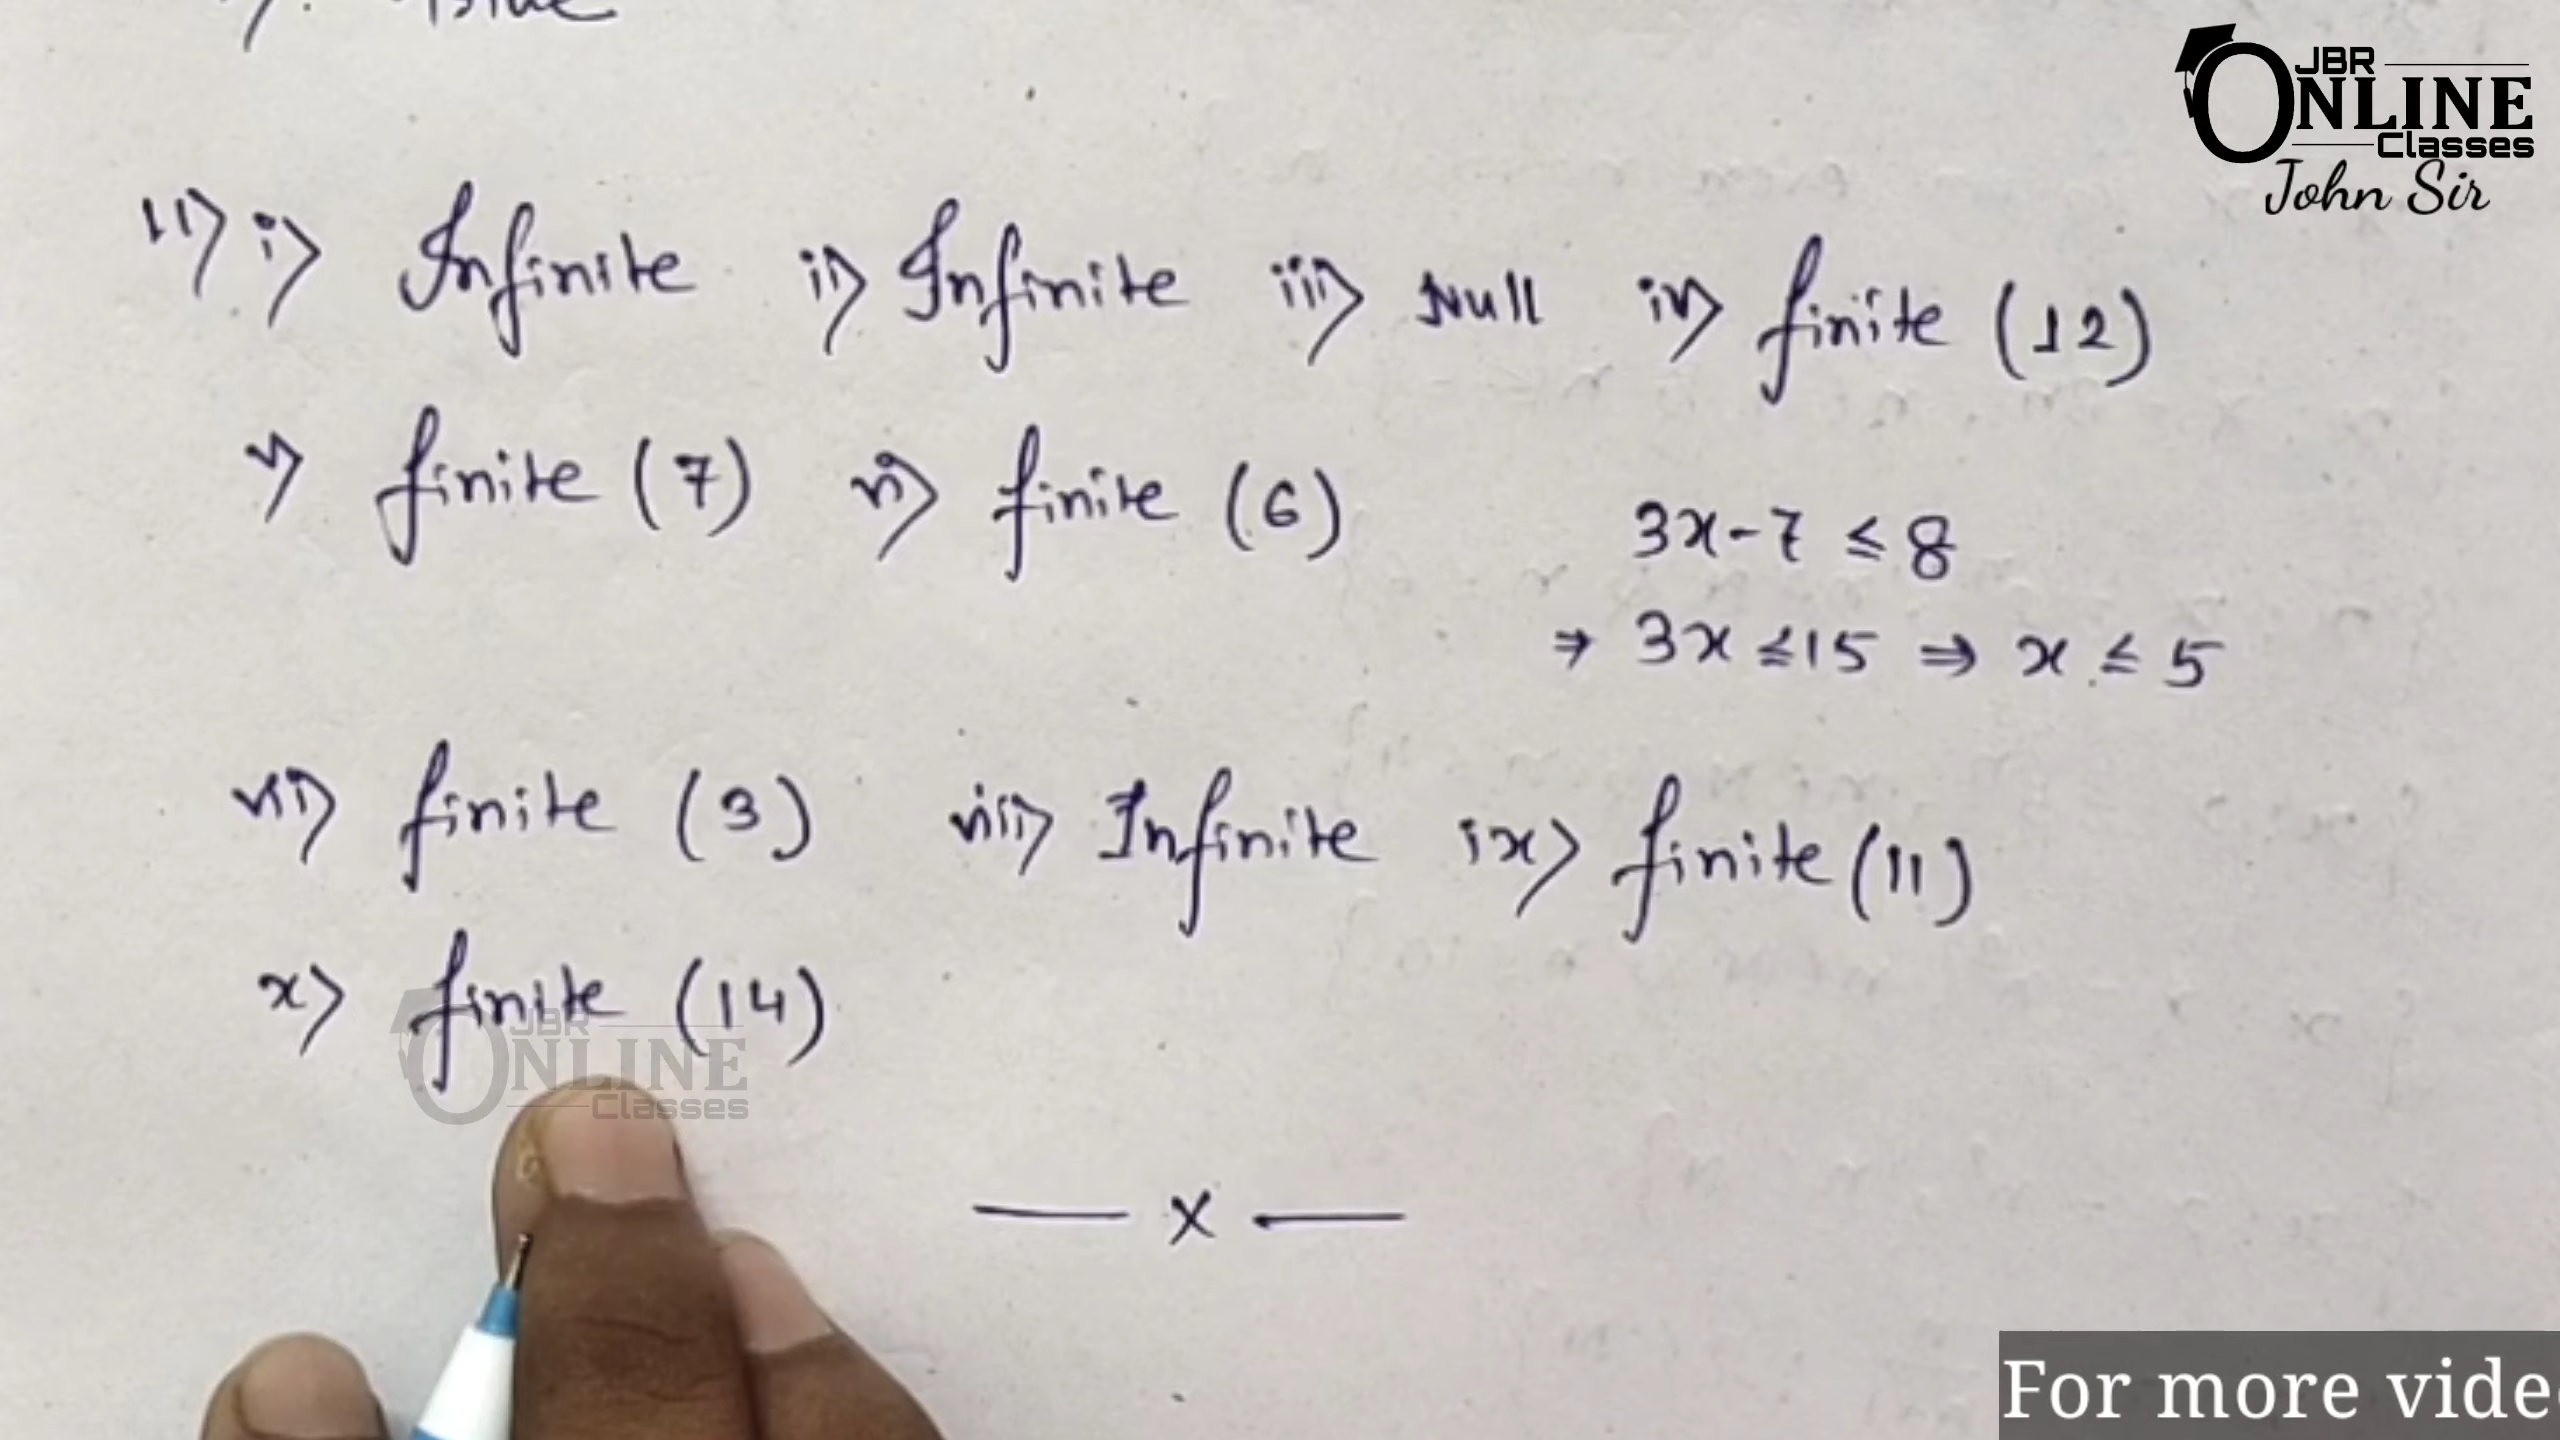 JBR
ONLINE
Classes
John Sir
11) i) Infinite ii) Infinite iii) Null iv) finite (12)
v) finite (7) vi) finite (6)
3x-7 ≤ 8
⇒ 3x ≤ 15 ⇒ x ≤ 5
vii) finite (3) viii) Infinite ix) finite (11)
x) finite (14)
JBR
ONLINE
Classes
— x —
For more vide